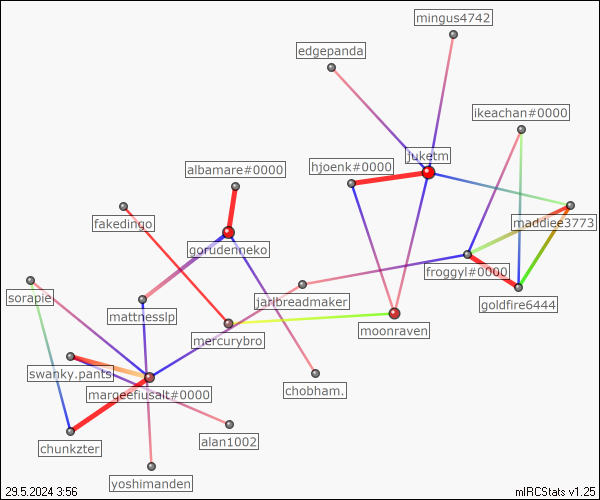 mingus4742
edgepanda
ikeachan#0000
juketm
hjoenk#0000
albamare#0000
fakedingo
maddiee3773
gorudenneko
froggyl#0000
sorapie
jarlbreadmaker
goldfire6444
mattnesslp
moonraven
mercurybro
swanky.pants
margeefiusalt#0000
chobham.
alan1002
chunkzter
yoshimanden
29.5.2024 3:56
mIRCStats v1.25